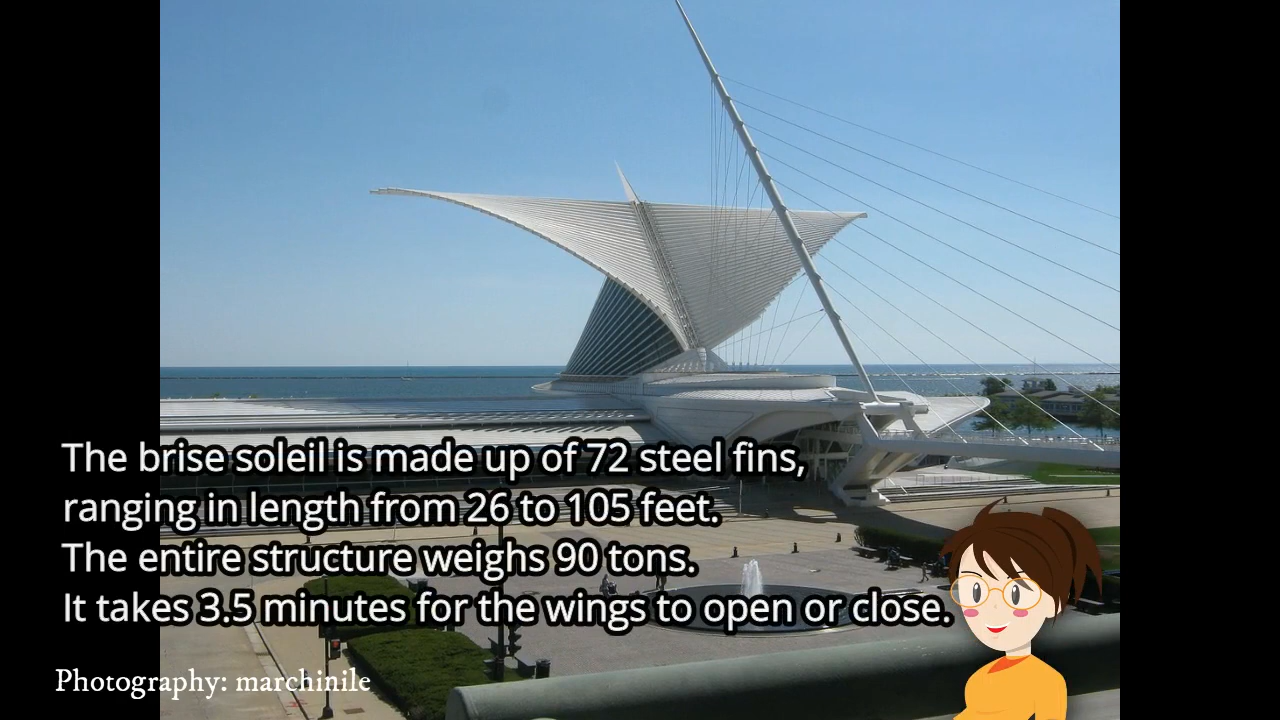 The brise soleil is made up of 72 steel fins,
ranging in length from 26 to 105 feet.
The entire structure weighs 90 tons.
It takes 3.5 minutes for the wings to open or close.
Photography: marchinile